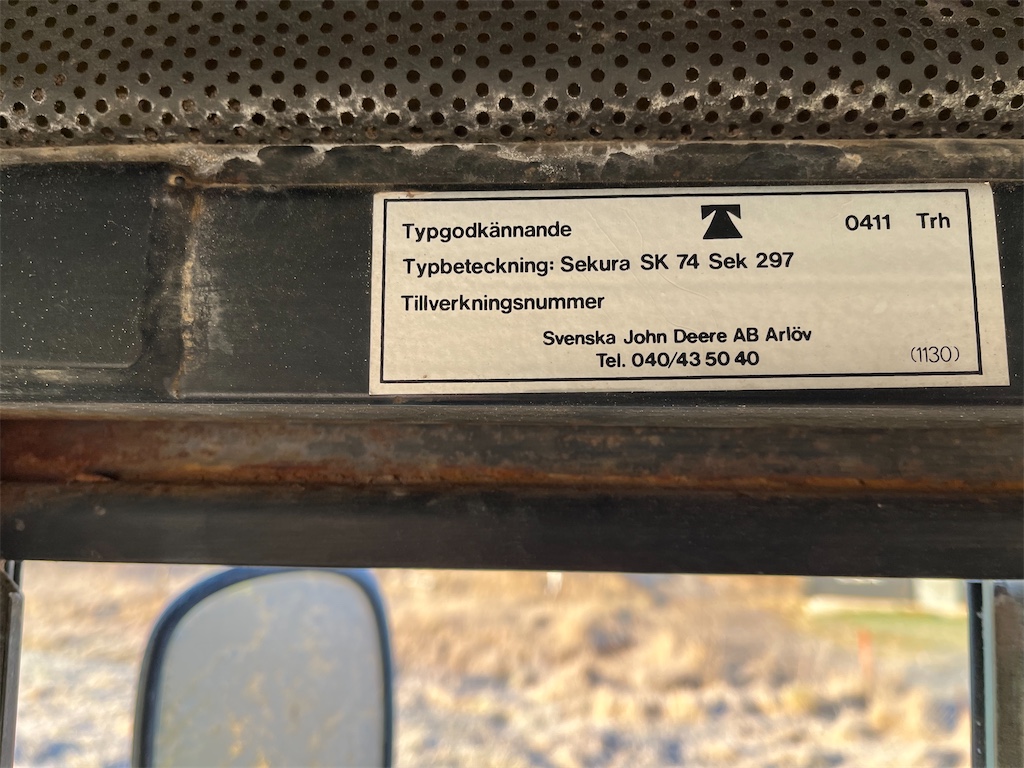 Typgodkännande 0411 Trh
Typbeteckning: Sekura SK 74 Sek 297
Tillverkningsnummer
Svenska John Deere AB Arlöv
Tel. 040/43 50 40 (1130)